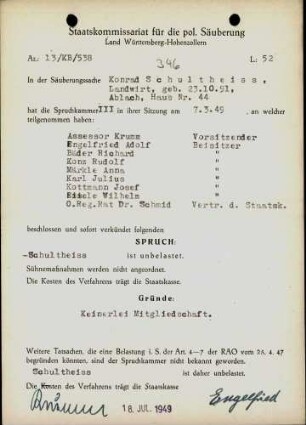 Staatskommissariat für die pol. Säuberung
Land Württemberg-Hohenzollern
Az. 13/KB/538
346
L: 52
In der Säuberungssache Konrad Schultheiss,
Landwirt, geb. 23.10.91,
Ablach, Haus Nr. 44
hat die Spruchkammer III in ihrer Sitzung am 7.3.49, an welcher
teilgenommen haben:
Assessor Krumm Vorsitzender
Engelfried Adolf Beisitzer
Bäder Richard "
Konz Rudolf "
Märkle Anna "
Karl Julius "
Kottmann Josef "
Eisele Wilhelm "
O.Reg.Rat Dr. Schmid Vertr. d. Staatsk.
beschlossen und sofort verkündet folgenden
SPRUCH:
Schultheiss ist unbelastet.
Sühnemaßnahmen werden nicht angeordnet.
Die Kosten des Verfahrens trägt die Staatskasse.
Gründe:
Keinerlei Mitgliedschaft.
Weitere Tatsachen, die eine Belastung i. S. der Art. 4-7 der RAO vom 26. 4. 47
begründen könnten, sind der Spruchkammer nicht bekannt geworden.
Schultheiss ist daher unbelastet.
Die Kosten des Verfahrens trägt die Staatskasse
18. JUL. 1949
Engelfried